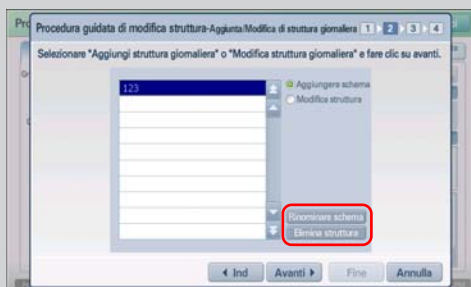 Procedura guidata di modifica struttura-Aggiunta/Modifica di struttura giornaliera 1 2 3 4
Selezionare "Aggiungi struttura giornaliera" o "Modifica struttura giornaliera" e fare clic su avanti.
123
Aggiungere schema
Modifica struttura
Rinominare schema
Elimina struttura
Ind
Avanti
Fine
Annulla